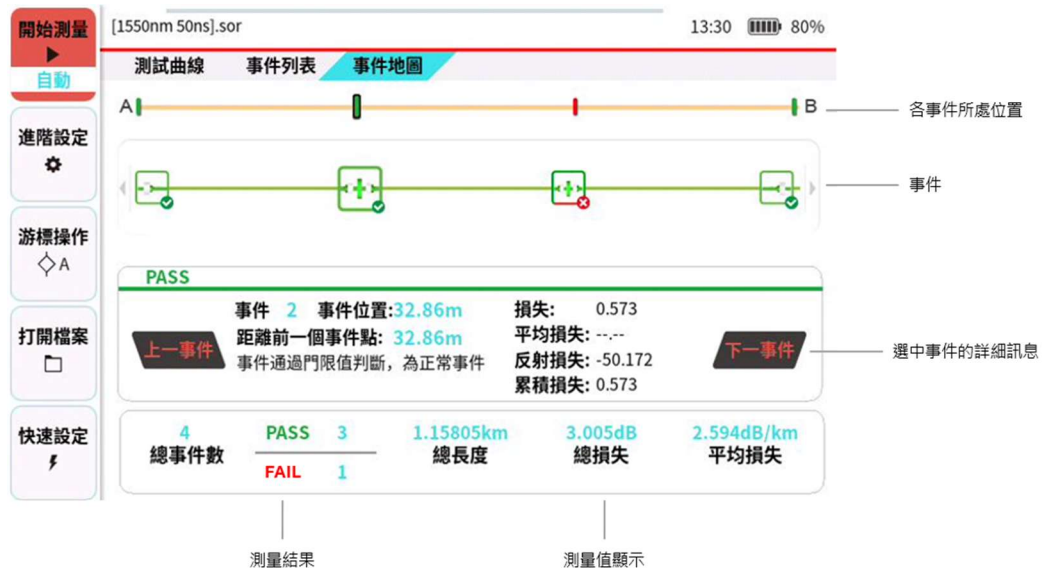 開始測量
自動
進階設定
游標操作
A
打開檔案
快速設定
[1550nm 50ns].sor
13:30
80%
測試曲線 事件列表 事件地圖
A
B
各事件所處位置
事件
PASS
事件 2 事件位置:32.86m
距離前一個事件點: 32.86m
事件通過門限值判斷，為正常事件
上一事件
損失: 0.573
平均損失: --.--
反射損失: -50.172
累積損失: 0.573
下一事件
選中事件的詳細訊息
4
總事件數
PASS 3
FAIL 1
1.15805km
總長度
3.005dB
總損失
2.594dB/km
平均損失
測量結果
測量值顯示